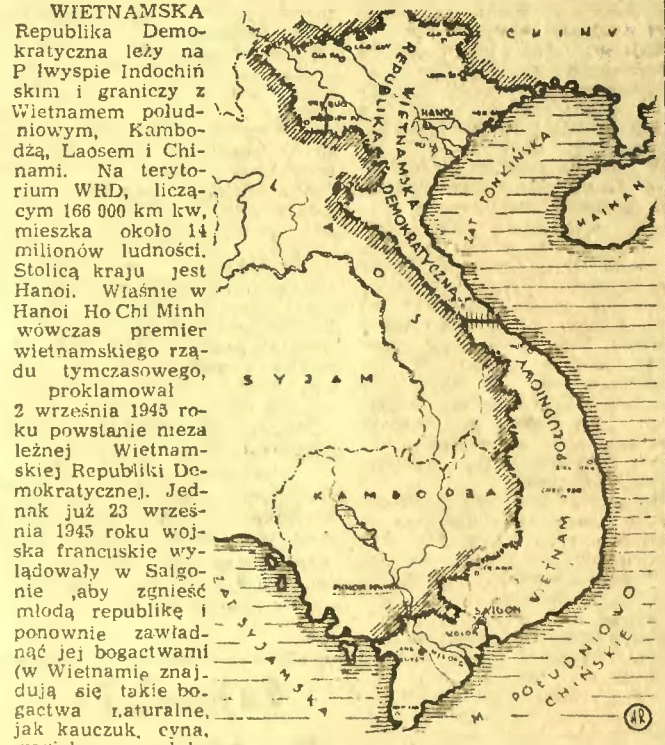 WIETNAMSKA
Republika Demo-
kratyczna leży na
P łwyspie Indochiń
skim i graniczy z
Wietnamem połud-
niowym, Kambo-
dżą, Laosem i Chi-
nami. Na teryto-
rium WRD, liczą-
cym 166 000 km kw,
mieszka około 14
milionów ludności.
Stolicą kraju jest
Hanoi. Właśnie w
Hanoi Ho Chi Minh
wówczas premier
wietnamskiego rzą-
du tymczasowego,
proklamował
2 września 1945 ro-
ku powstanie nieza
leżnej Wietnam-
skiej Republiki De-
mokratycznej. Jed-
nak już 23 wrześ-
nia 1945 roku woj-
ska francuskie wy-
lądowały w Sajgo-
nie ,aby zgnieść
młodą republikę i
ponownie zawład-
nąć jej bogactwami
(w Wietnamie znaj-
dują się takie bo-
gactwa naturalne,
jak kauczuk, cyna,
CHINY
WIETNAMSKA
REPUBLIKA DEMOKRATYCZNA
HANOI
ZAT TONKIŃSKA
HAINAN
LAOS
SYJAM
WIETNAM POŁUDNIOWY
KAMBODŻA
PHNOM
SAIGON
ZAT SYJAMSKA
M POŁUDNIOWO
CHIŃSKIE
AR